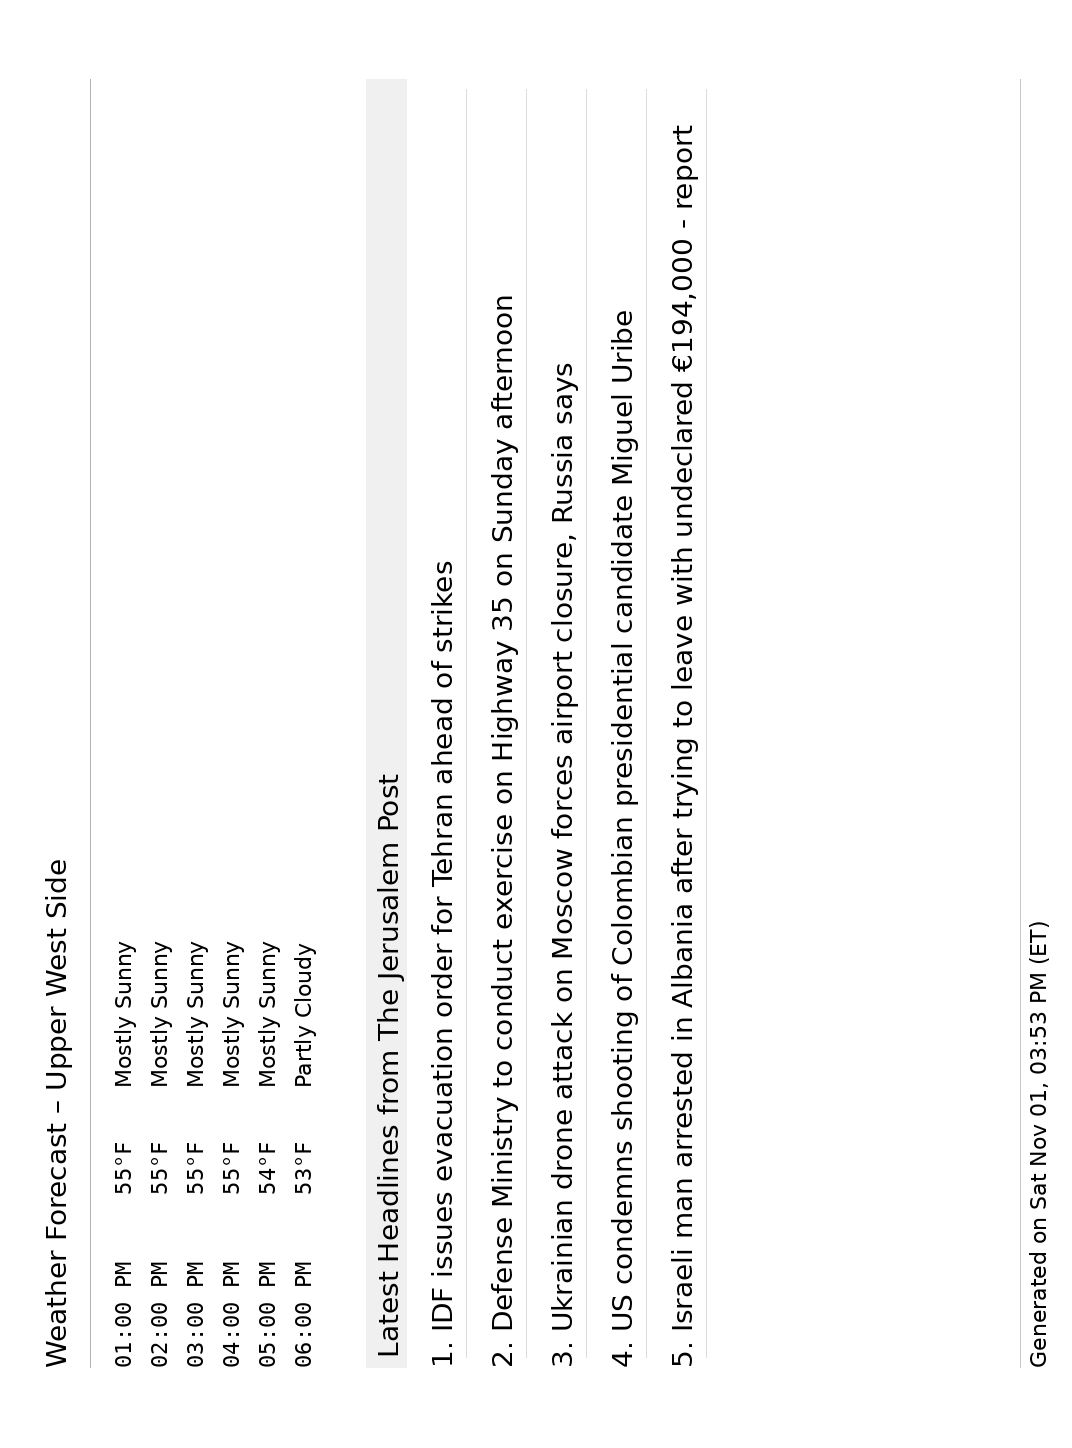 Weather Forecast – Upper West Side
01:00 PM 55°F Mostly Sunny
02:00 PM 55°F Mostly Sunny
03:00 PM 55°F Mostly Sunny
04:00 PM 55°F Mostly Sunny
05:00 PM 54°F Mostly Sunny
06:00 PM 53°F Partly Cloudy
Latest Headlines from The Jerusalem Post
1. IDF issues evacuation order for Tehran ahead of strikes
2. Defense Ministry to conduct exercise on Highway 35 on Sunday afternoon
3. Ukrainian drone attack on Moscow forces airport closure, Russia says
4. US condemns shooting of Colombian presidential candidate Miguel Uribe
5. Israeli man arrested in Albania after trying to leave with undeclared €194,000 - report
Generated on Sat Nov 01, 03:53 PM (ET)